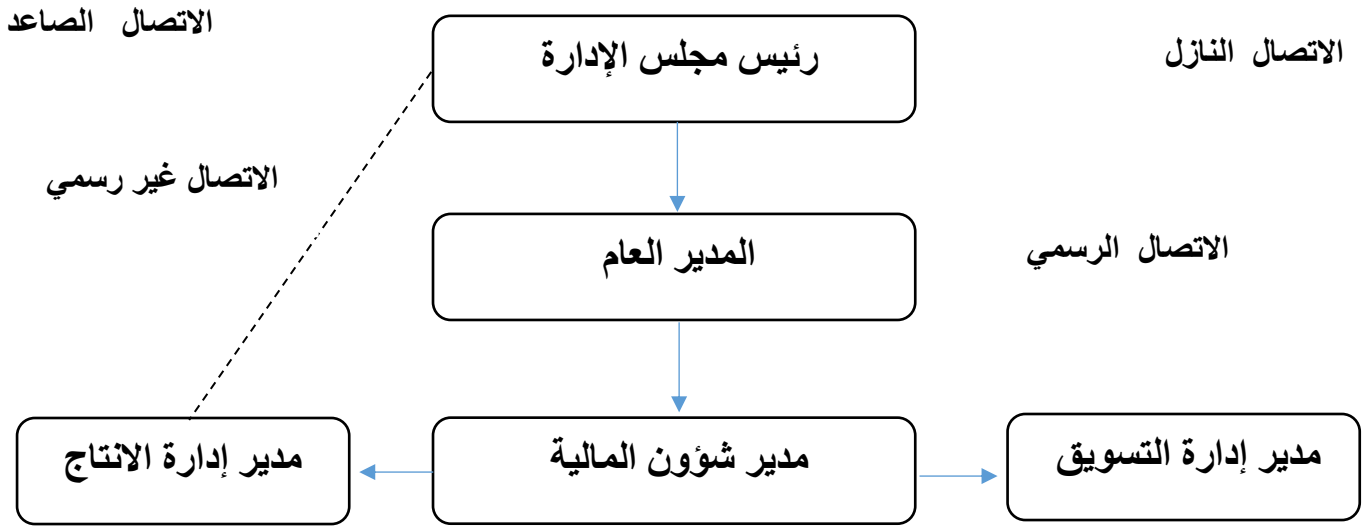 الاتصال الصاعد
رئيس مجلس الإدارة
الاتصال النازل
الاتصال غير رسمي
المدير العام
الاتصال الرسمي
مدير إدارة التسويق
مدير شؤون المالية
مدير إدارة الانتاج